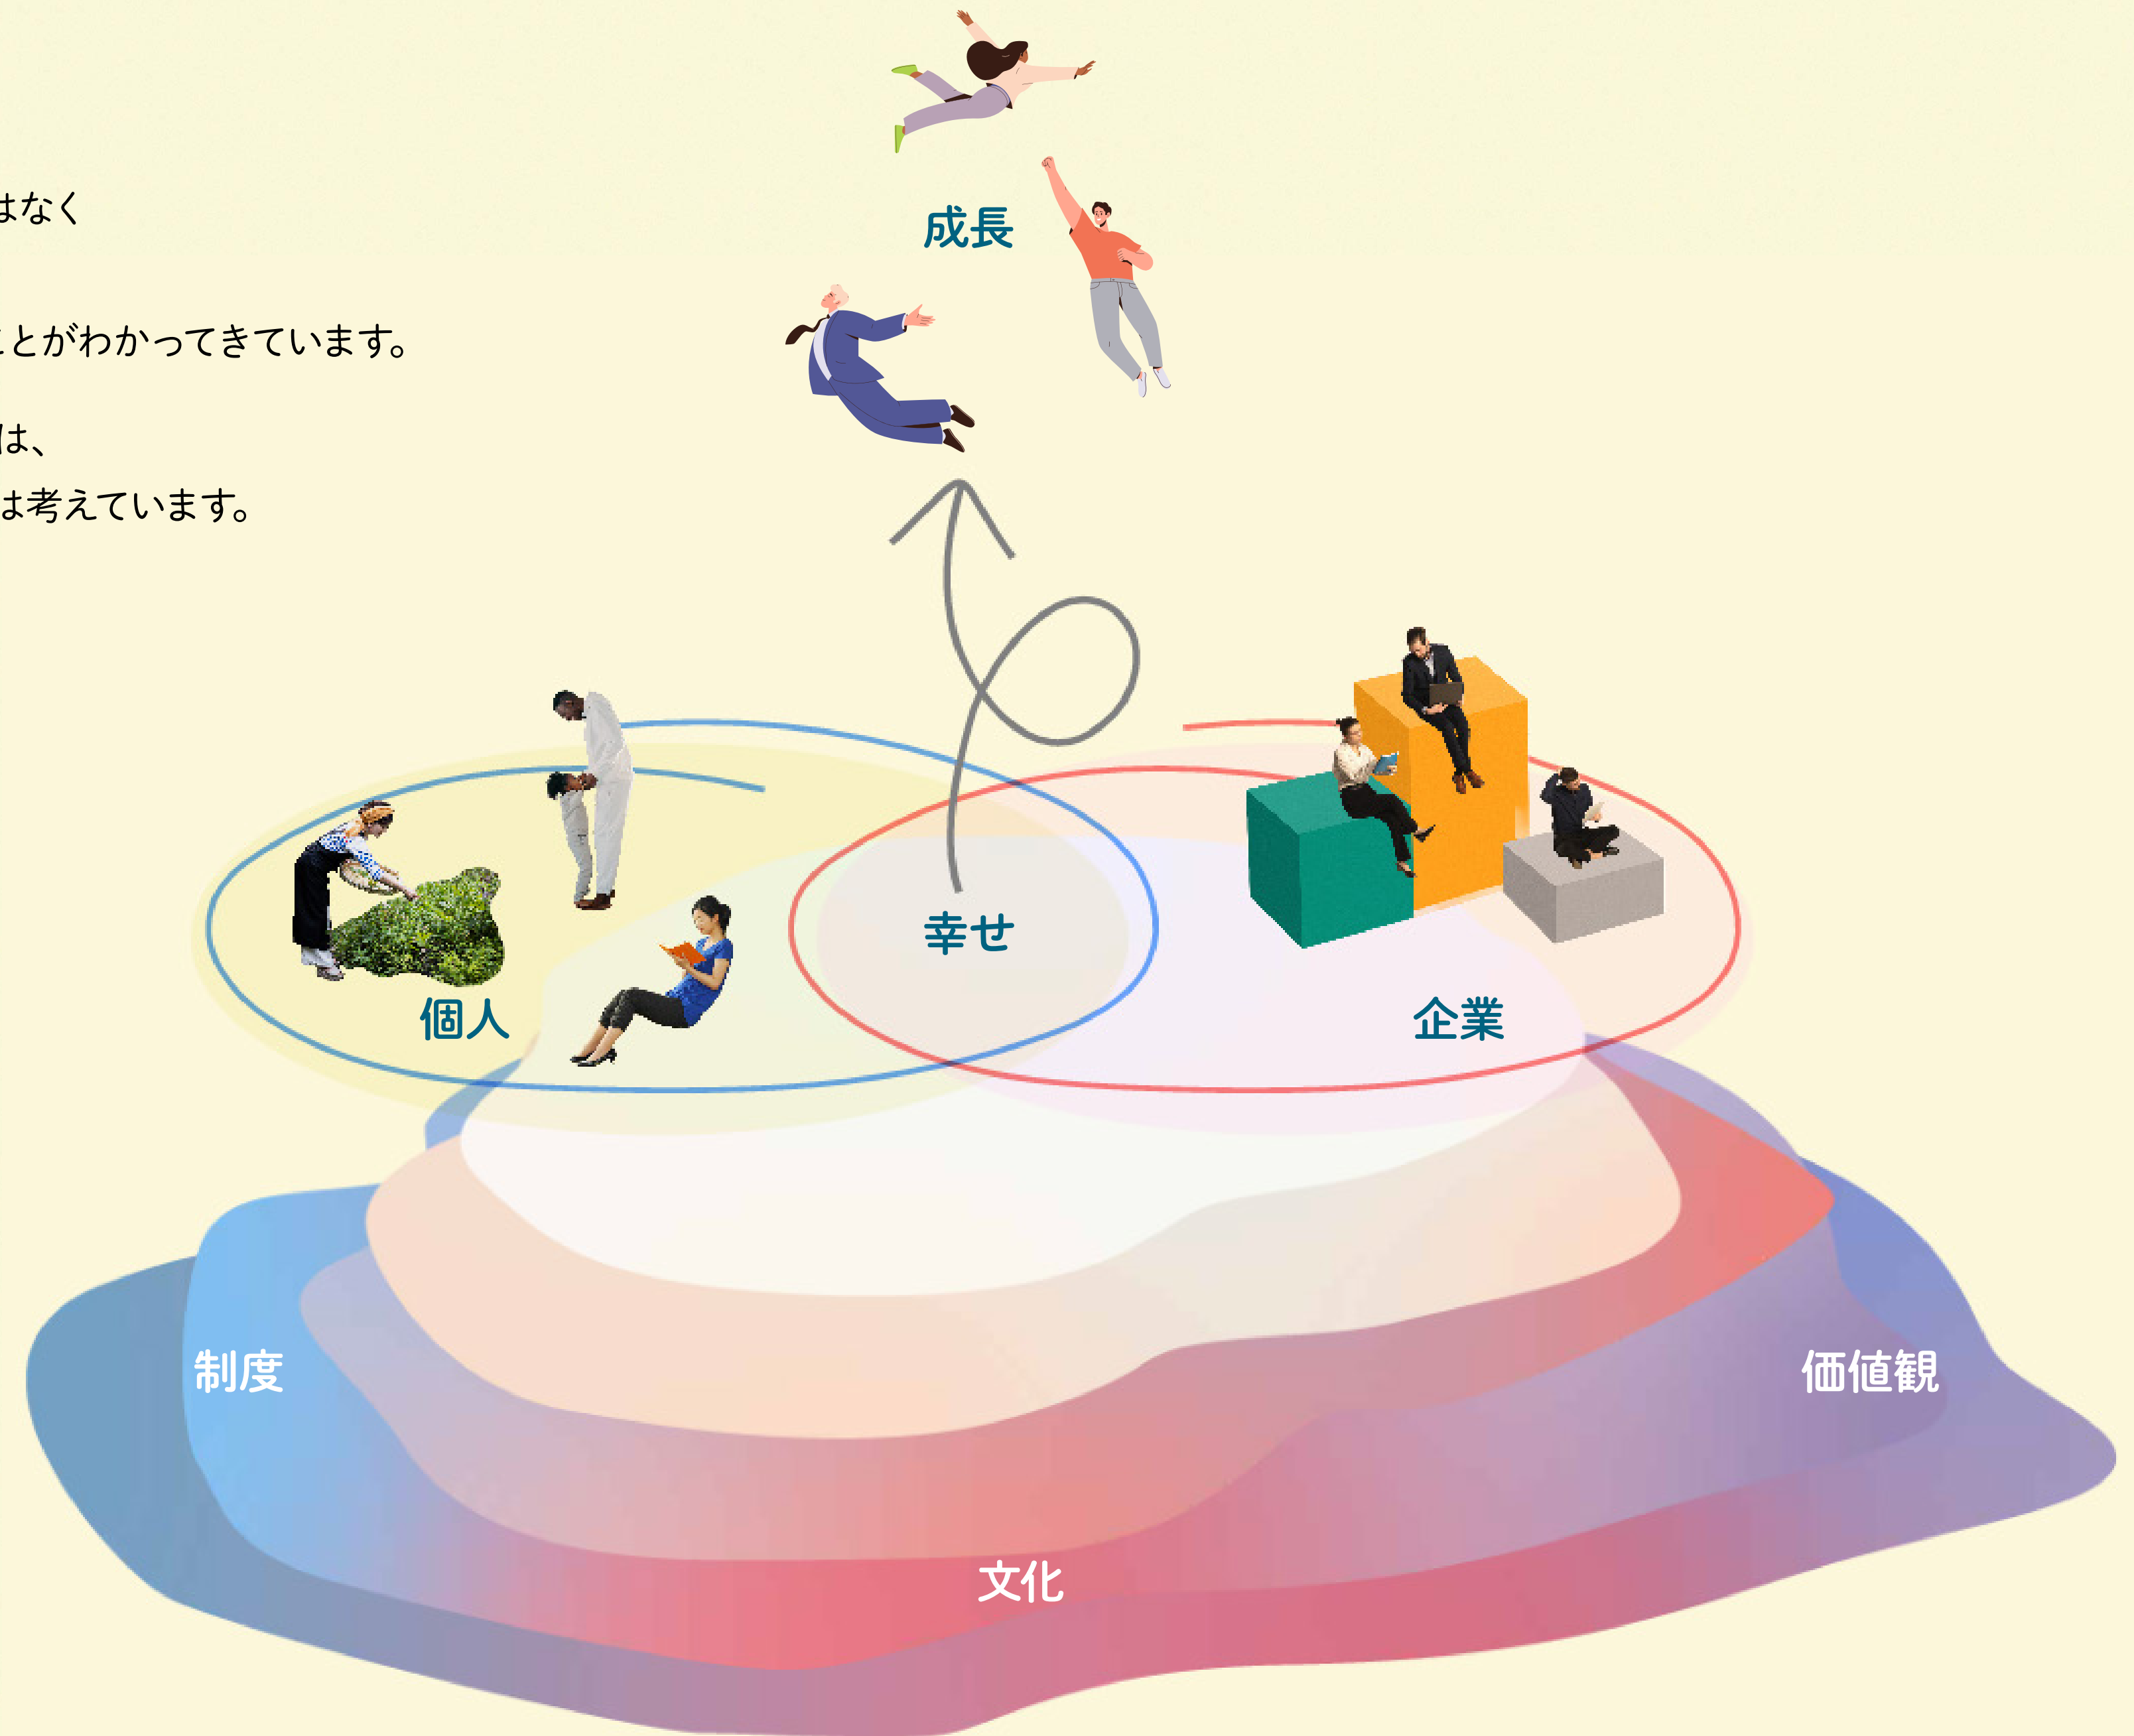 はなく
ことがわかってきています。
は、
は考えています。
成長
幸せ
個人
企業
制度
価値観
文化